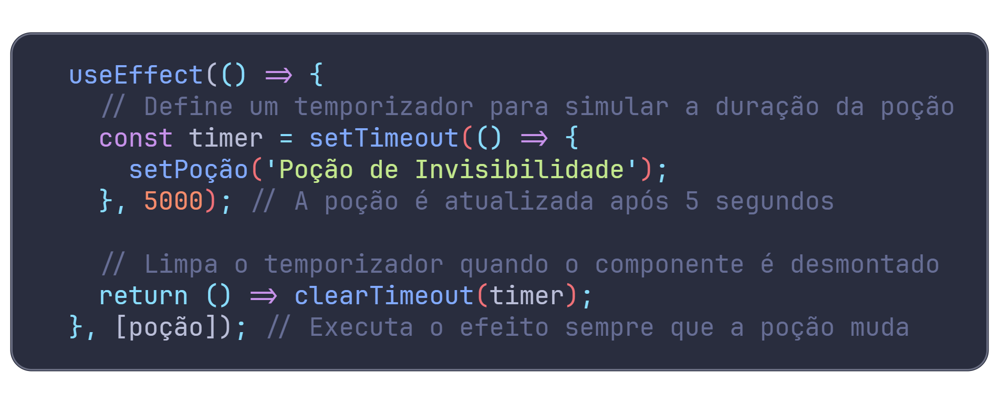 useEffect(() => {
  // Define um temporizador para simular a duração da poção
  const timer = setTimeout(() => {
    setPoção('Poção de Invisibilidade');
  }, 5000); // A poção é atualizada após 5 segundos

  // Limpa o temporizador quando o componente é desmontado
  return () => clearTimeout(timer);
}, [poção]); // Executa o efeito sempre que a poção muda